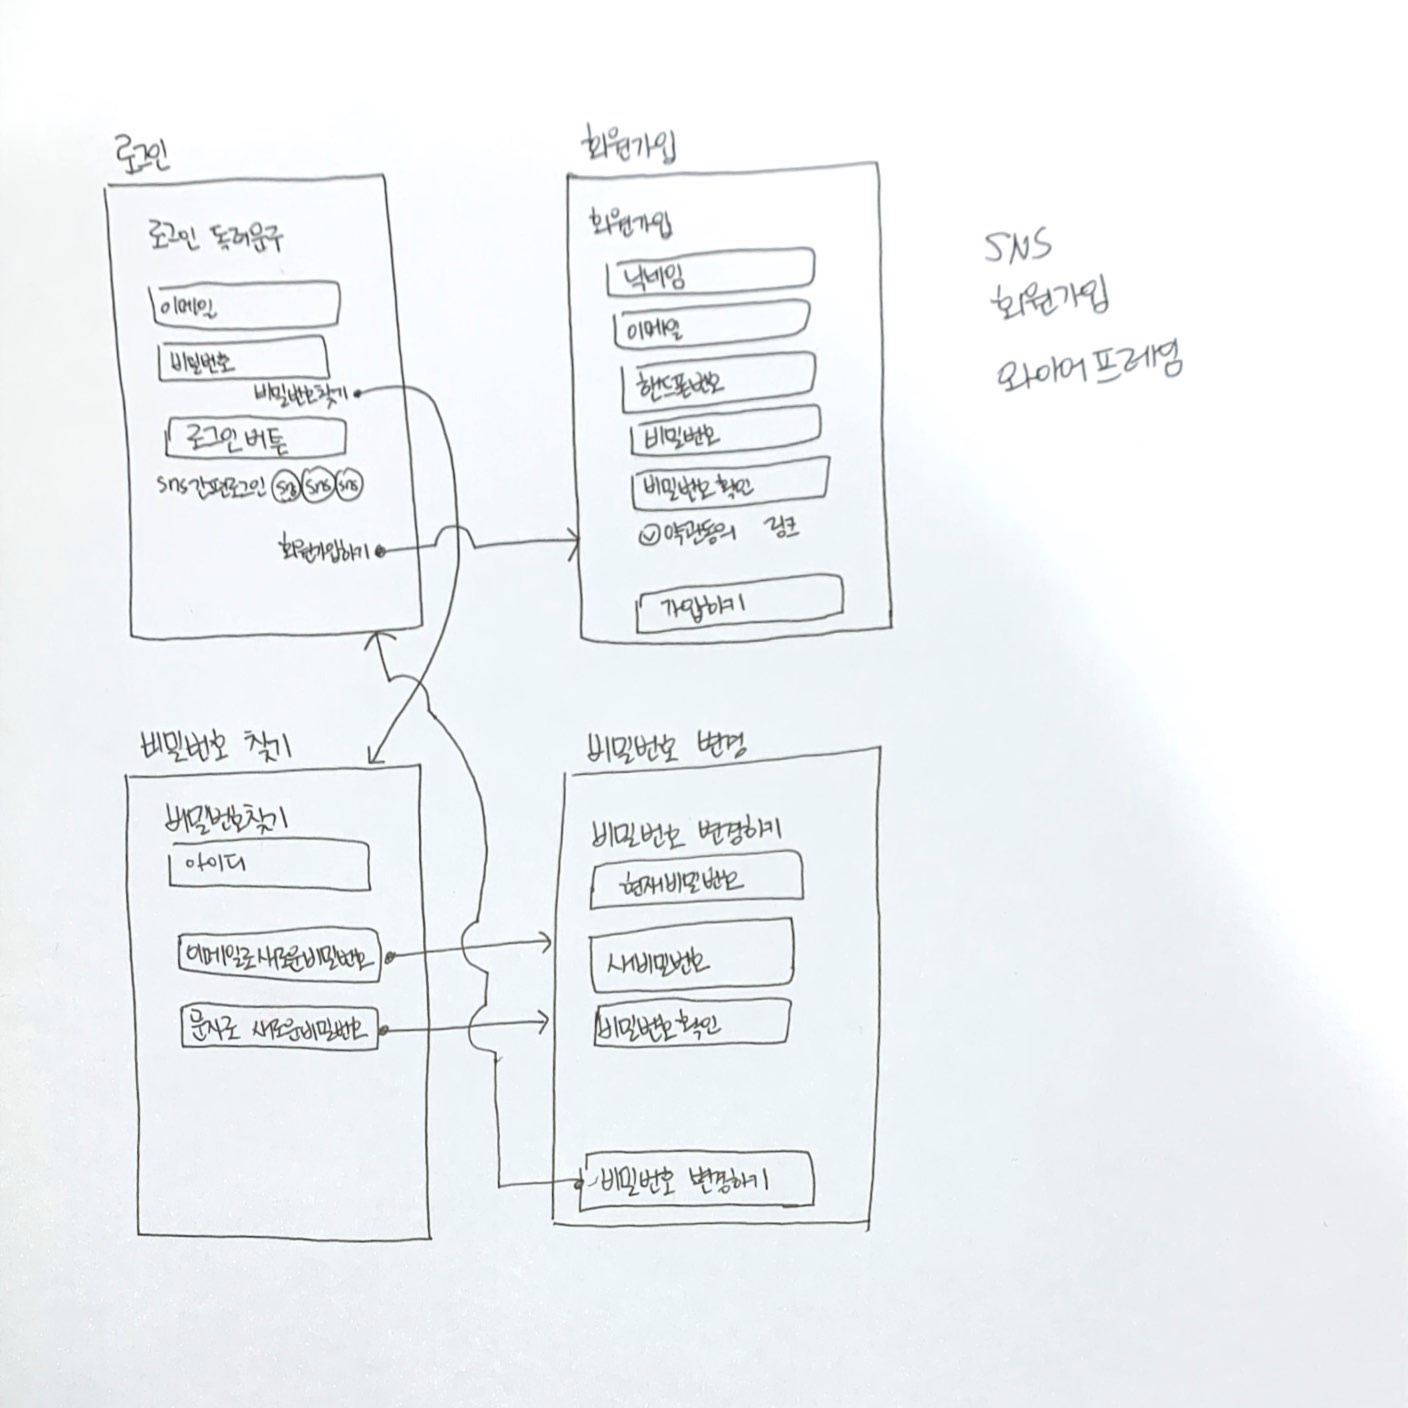 로그인
로그인 독려문구
이메일
비밀번호
비밀번호찾기
로그인 버튼
sns간편로그인 sns sns sns
회원가입하기
회원가입
회원가입
닉네임
이메일
핸드폰번호
비밀번호
비밀번호 확인
약관동의 링크
가입하기
SNS
회원가입
와이어프레임
비밀번호 찾기
비밀번호찾기
아이디
이메일로 새로운비밀번호
문자로 새로운비밀번호
비밀번호 변경
비밀번호 변경하기
현재비밀번호
새비밀번호
비밀번호 확인
비밀번호 변경하기